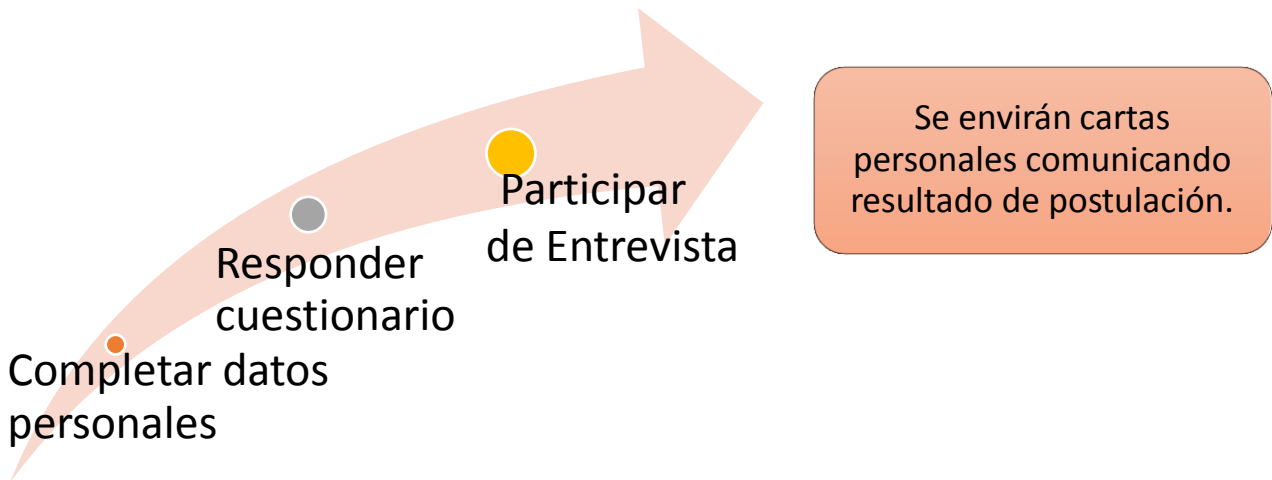 Completar datos
personales
Responder
cuestionario
Participar
de Entrevista
Se envirán cartas
personales comunicando
resultado de postulación.